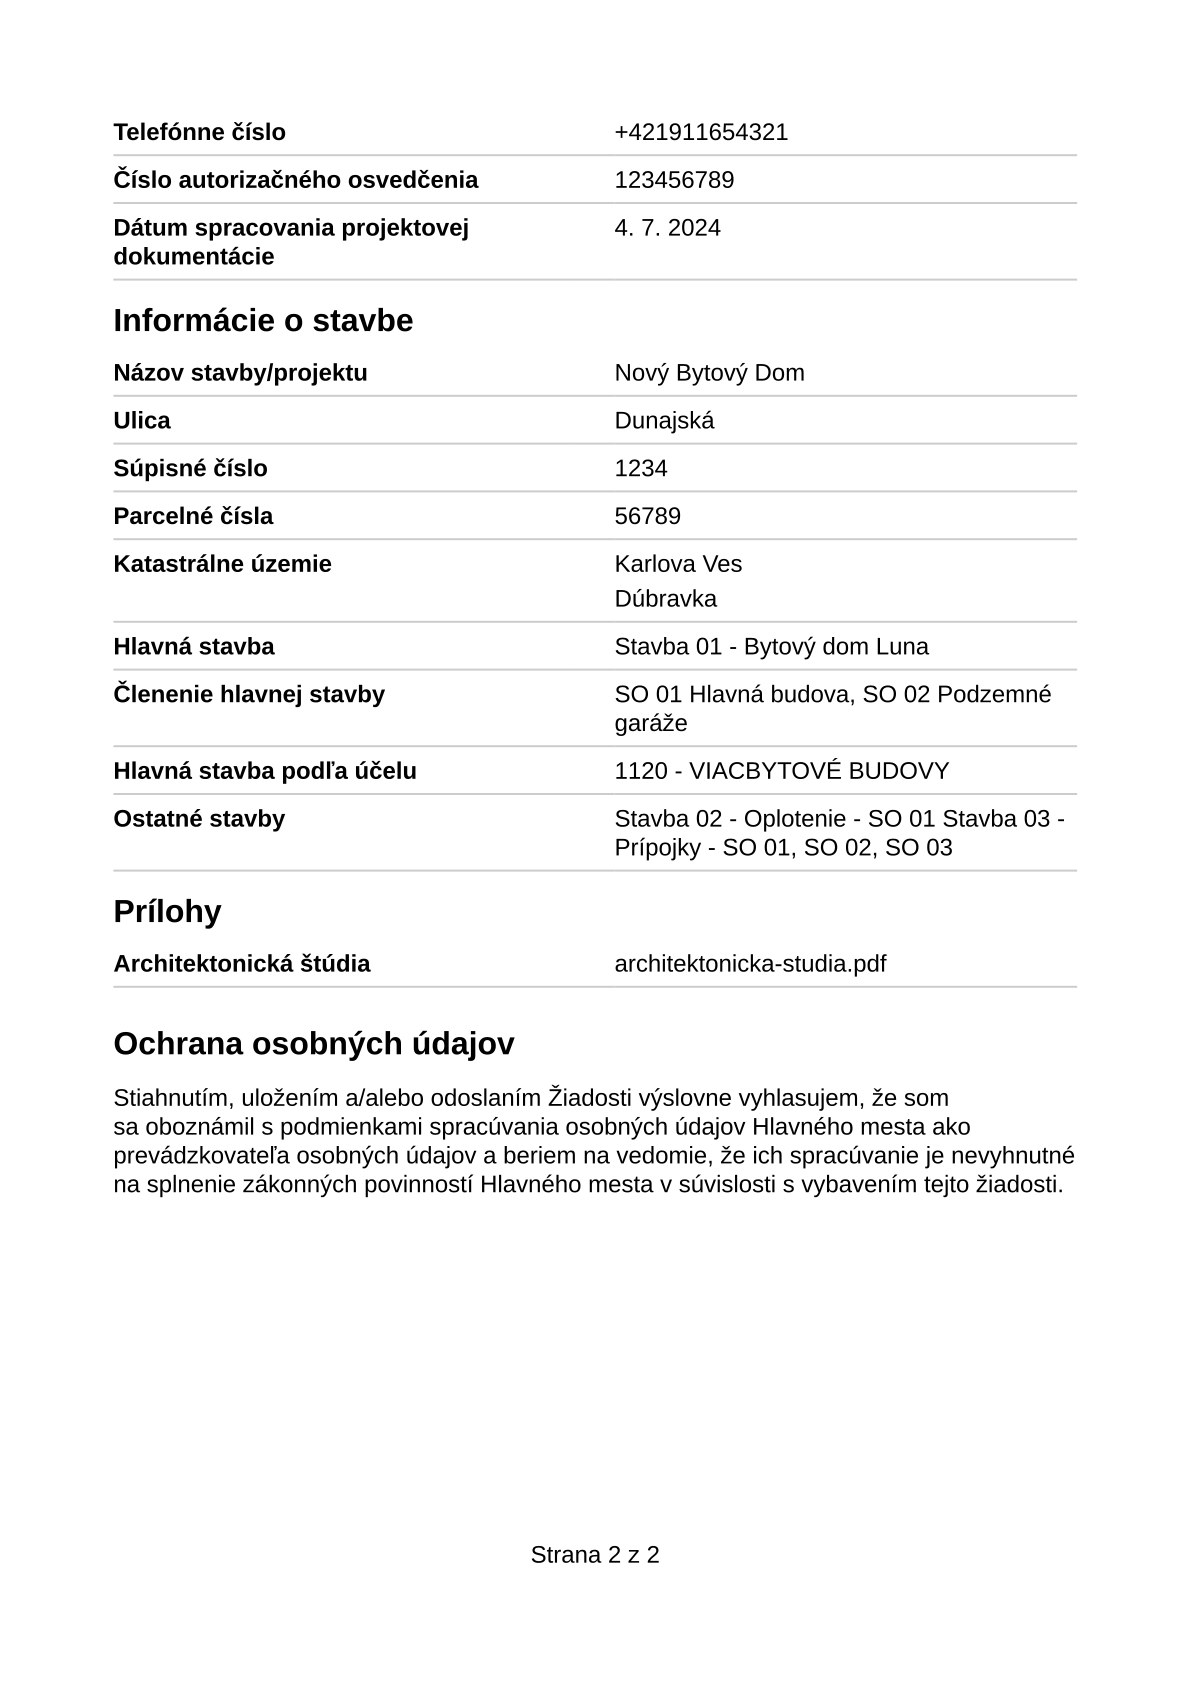 Telefónne číslo +421911654321
Číslo autorizačného osvedčenia 123456789
Dátum spracovania projektovej 4. 7. 2024
dokumentácie
Informácie o stavbe
Názov stavby/projektu Nový Bytový Dom
Ulica Dunajská
Súpisné číslo 1234
Parcelné čísla 56789
Katastrálne územie Karlova Ves
Dúbravka
Hlavná stavba Stavba 01 - Bytový dom Luna
Členenie hlavnej stavby SO 01 Hlavná budova, SO 02 Podzemné
garáže
Hlavná stavba podľa účelu 1120 - VIACBYTOVÉ BUDOVY
Ostatné stavby Stavba 02 - Oplotenie - SO 01 Stavba 03 -
Prípojky - SO 01, SO 02, SO 03
Prílohy
Architektonická štúdia architektonicka-studia.pdf
Ochrana osobných údajov
Stiahnutím, uložením a/alebo odoslaním Žiadosti výslovne vyhlasujem, že som
sa oboznámil s podmienkami spracúvania osobných údajov Hlavného mesta ako
prevádzkovateľa osobných údajov a beriem na vedomie, že ich spracúvanie je nevyhnutné
na splnenie zákonných povinností Hlavného mesta v súvislosti s vybavením tejto žiadosti.
Strana 2 z 2